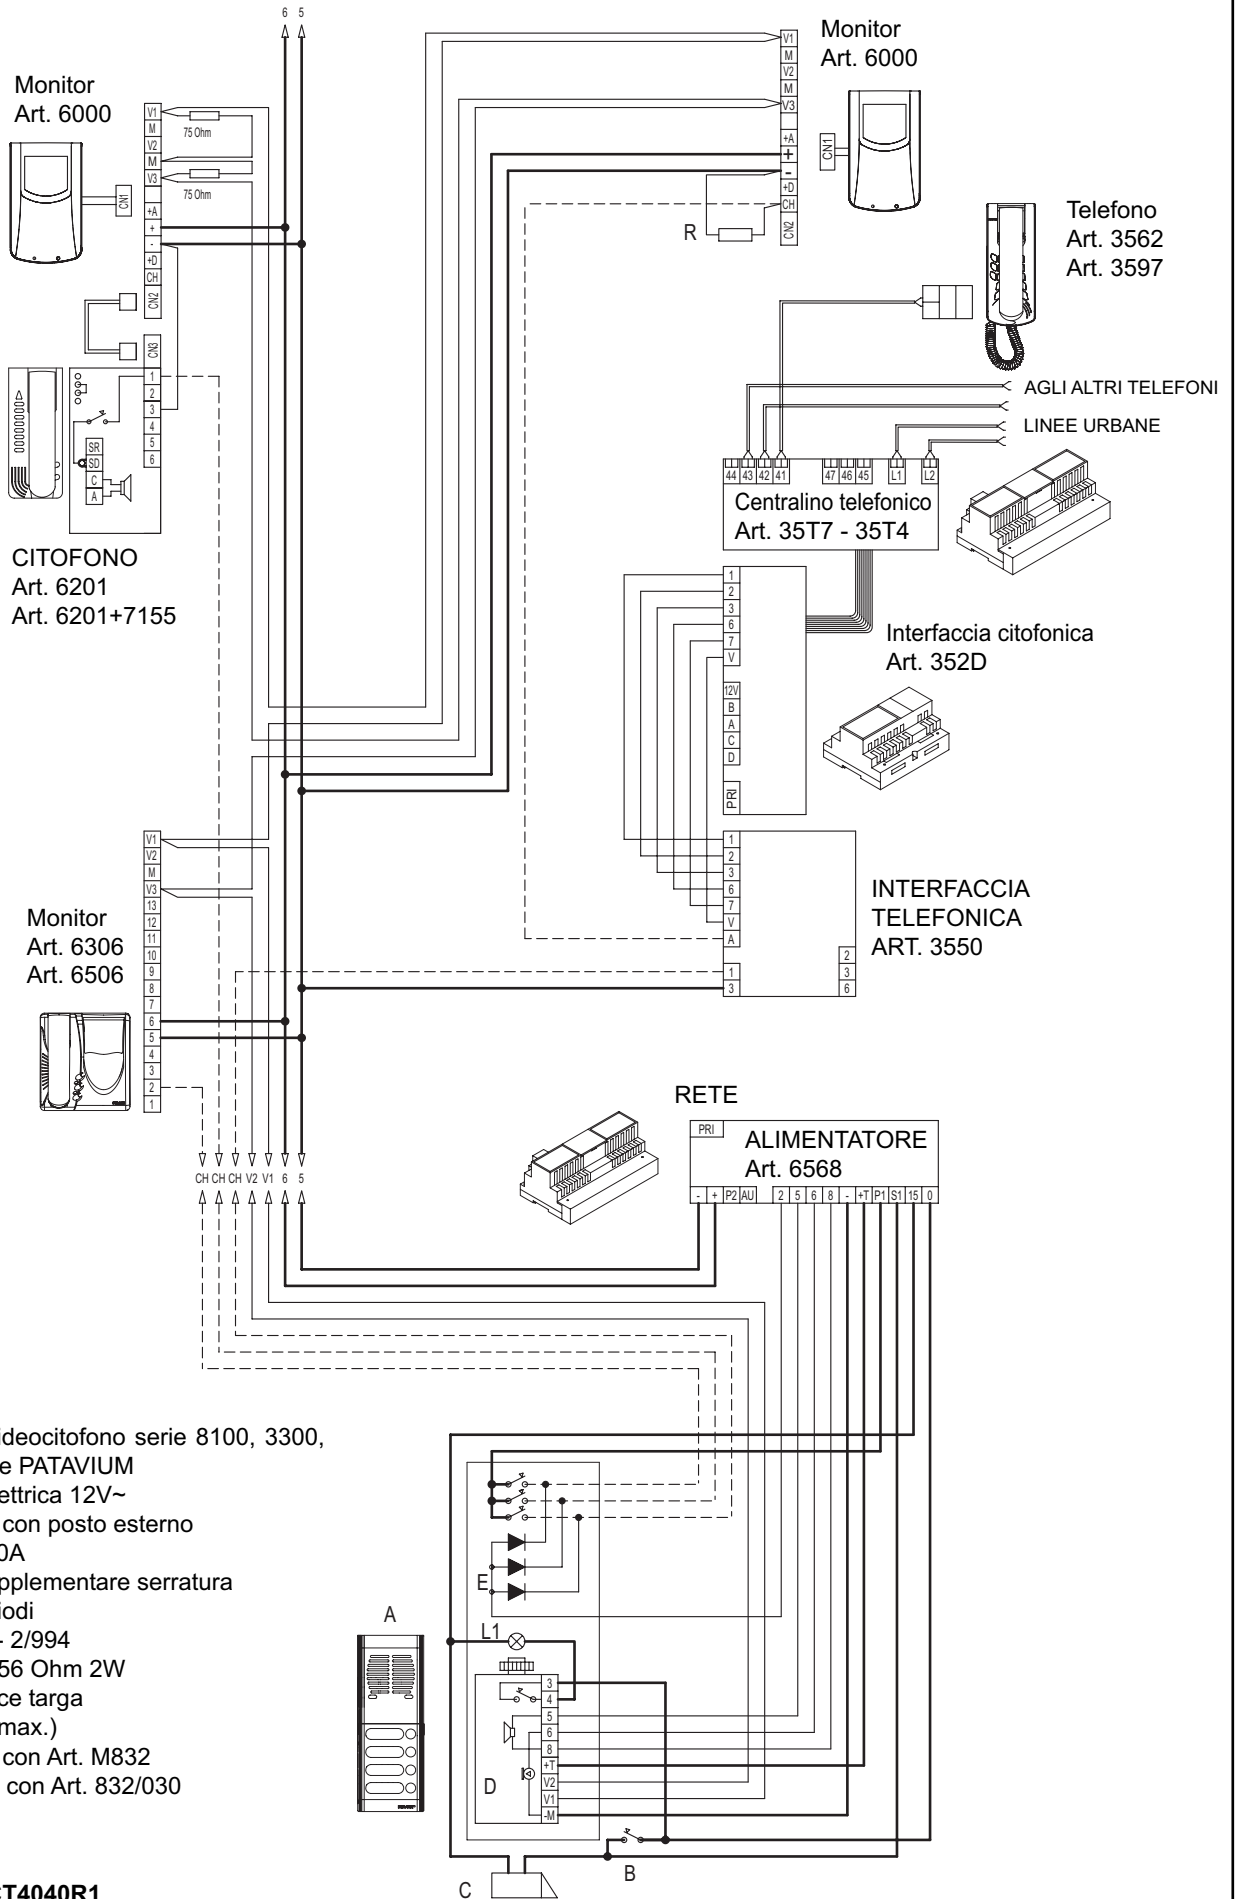 6 5
Monitor
Art. 6000
V1
M
V2
M
V3
+A
+
-
+D
CH
CN2
CN1
75 Ohm
75 Ohm
CN3
1
2
3
4
5
6
SR
SD
C
A
CITOFONO
Art. 6201
Art. 6201+7155
Monitor
Art. 6000
V1
M
V2
M
V3
+A
+
-
+D
CH
CN2
CN1
R
Telefono
Art. 3562
Art. 3597
AGLI ALTRI TELEFONI
LINEE URBANE
44 43 42 41 47 46 45 L1 L2
Centralino telefonico
Art. 35T7 - 35T4
1
2
3
6
7
V
12V
B
A
C
D
PRI
Interfaccia citofonica
Art. 352D
1
2
3
6
7
V
A
1
3
2
3
6
INTERFACCIA
TELEFONICA
ART. 3550
V1
V2
M
V3
13
12
11
10
9
8
7
6
5
4
3
2
1
Monitor
Art. 6306
Art. 6506
CH CH CH V2 V1 6 5
RETE
PRI
ALIMENTATORE
Art. 6568
- + P2 AU 2 5 6 8 - +T P1 S1 15 0
ideocitofono serie 8100, 3300,
e PATAVIUM
ettrica 12V~
con posto esterno
0A
pplementare serratura
iodi
- 2/994
56 Ohm 2W
ce targa
max.)
con Art. M832
con Art. 832/030
A
E
L1
3
4
5
6
8
+T
V2
V1
-M
D
B
C
CT4040R1